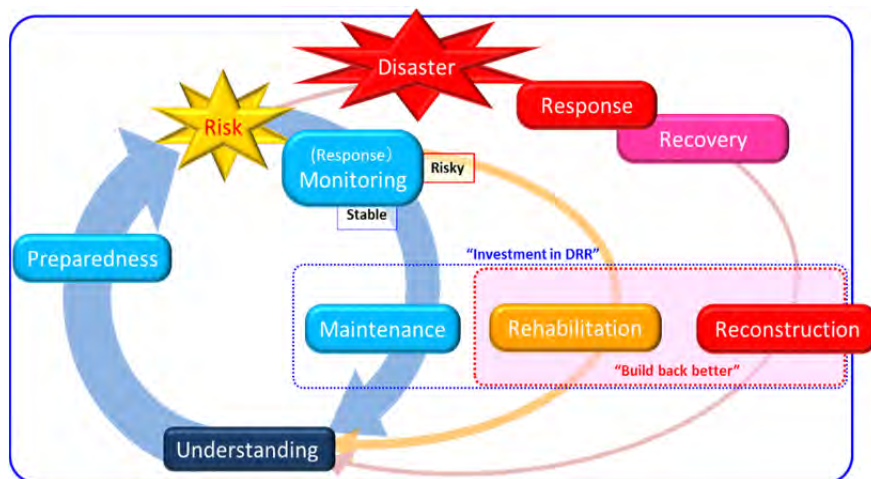 Disaster
Risk
Response
Recovery
(Response)
Monitoring
Risky
Stable
Preparedness
“Investment in DRR”
Maintenance
Rehabilitation
Reconstruction
“Build back better”
Understanding